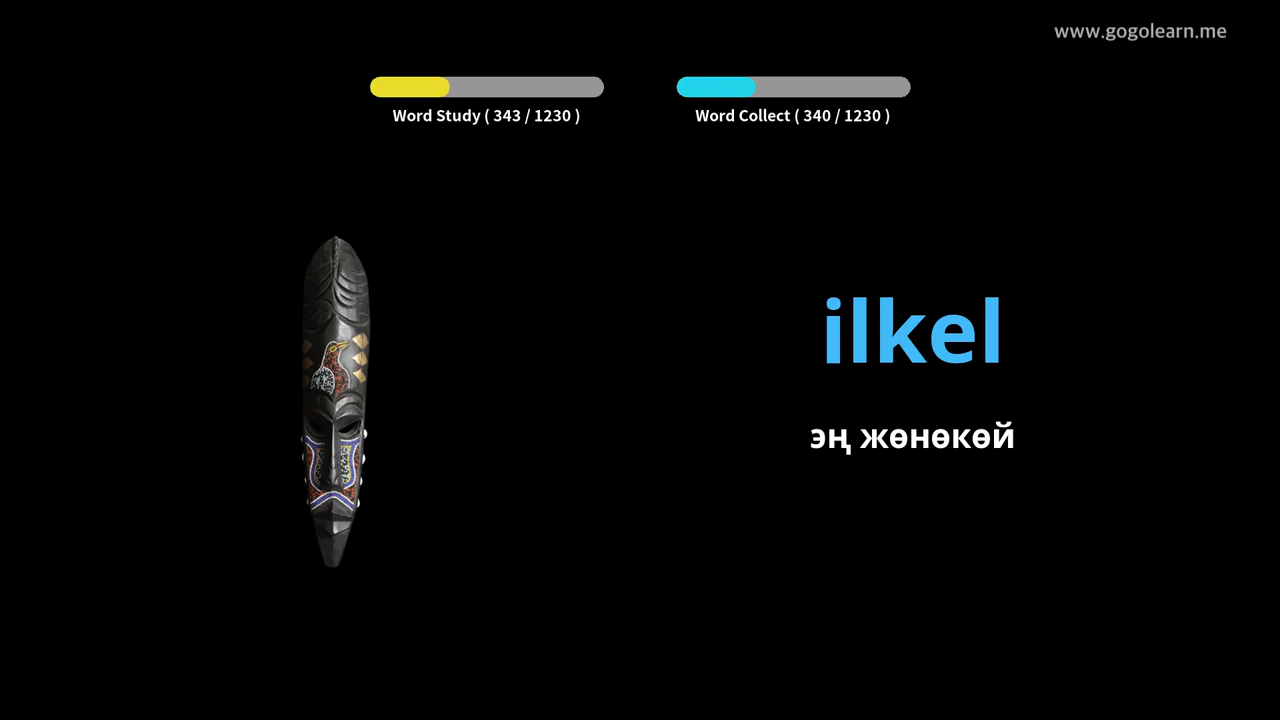 www.gogolearn.me
Word Study ( 343 / 1230 )
Word Collect ( 340 / 1230 )
ilkel
эң жөнөкөй